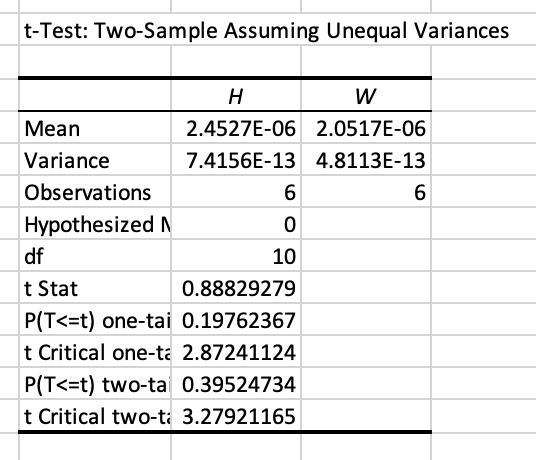 t-Test: Two-Sample Assuming Unequal Variances
H W
Mean 2.4527E-06 2.0517E-06
Variance 7.4156E-13 4.8113E-13
Observations 6 6
Hypothesized M 0
df 10
t Stat 0.88829279
P(T<=t) one-tai 0.19762367
t Critical one-ta 2.87241124
P(T<=t) two-tai 0.39524734
t Critical two-ta 3.27921165